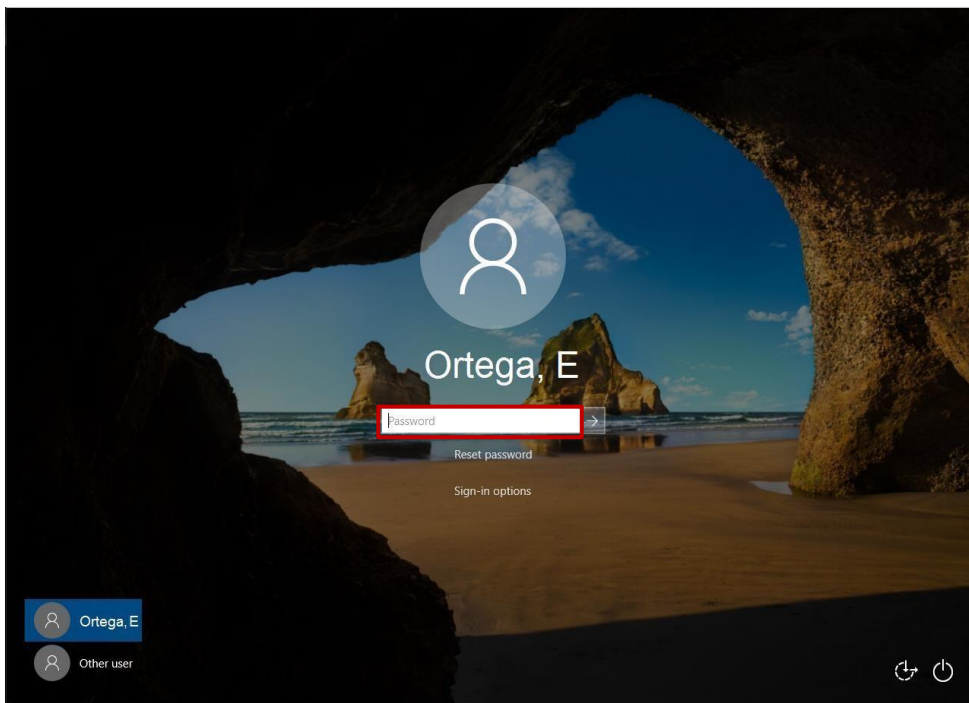 Ortega, E
Password
Reset password
Sign-in options
Ortega, E
Other user